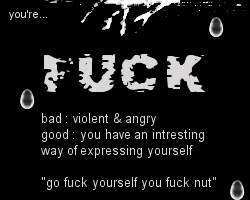 you're...
FUCK
bad : violent & angry
good : you have an intresting
way of expressing yourself
"go fuck yourself you fuck nut"